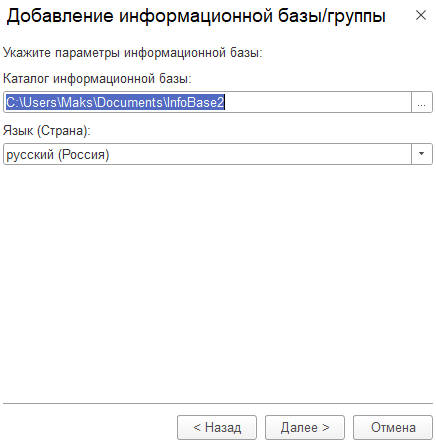 Добавление информационной базы/группы
Укажите параметры информационной базы:
Каталог информационной базы:
C:\Users\Maks\Documents\InfoBase2
...
Язык (Страна):
русский (Россия)
< Назад
Далее >
Отмена